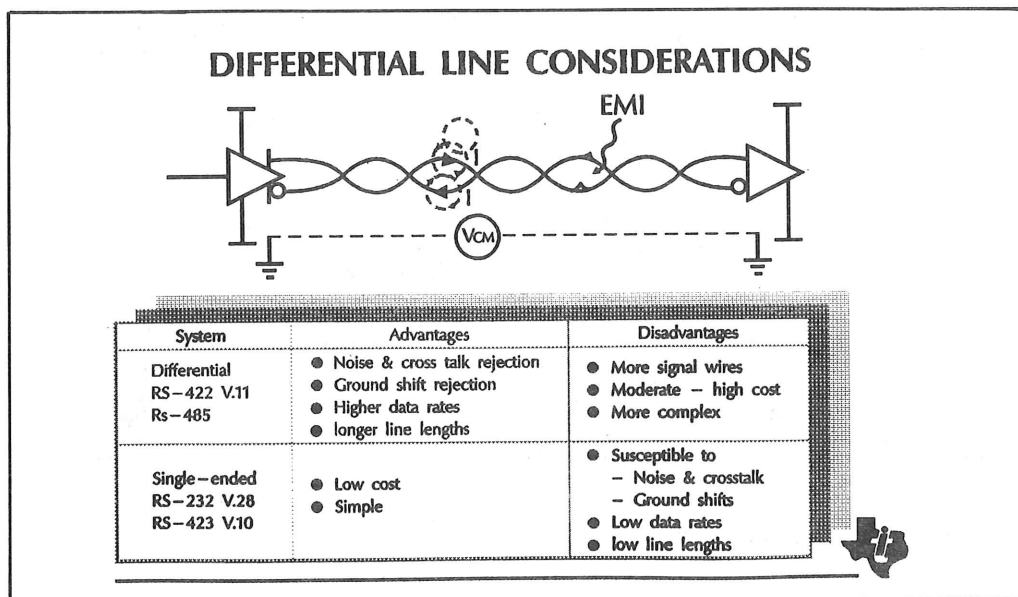 DIFFERENTIAL LINE CONSIDERATIONS
EMI
I
I
VCM
System Advantages Disadvantages
Differential
RS-422 V.11
Rs-485
● Noise & cross talk rejection
● Ground shift rejection
● Higher data rates
● longer line lengths
● More signal wires
● Moderate - high cost
● More complex
Single-ended
RS-232 V.28
RS-423 V.10
● Low cost
● Simple
● Susceptible to
- Noise & crosstalk
- Ground shifts
● Low data rates
● low line lengths